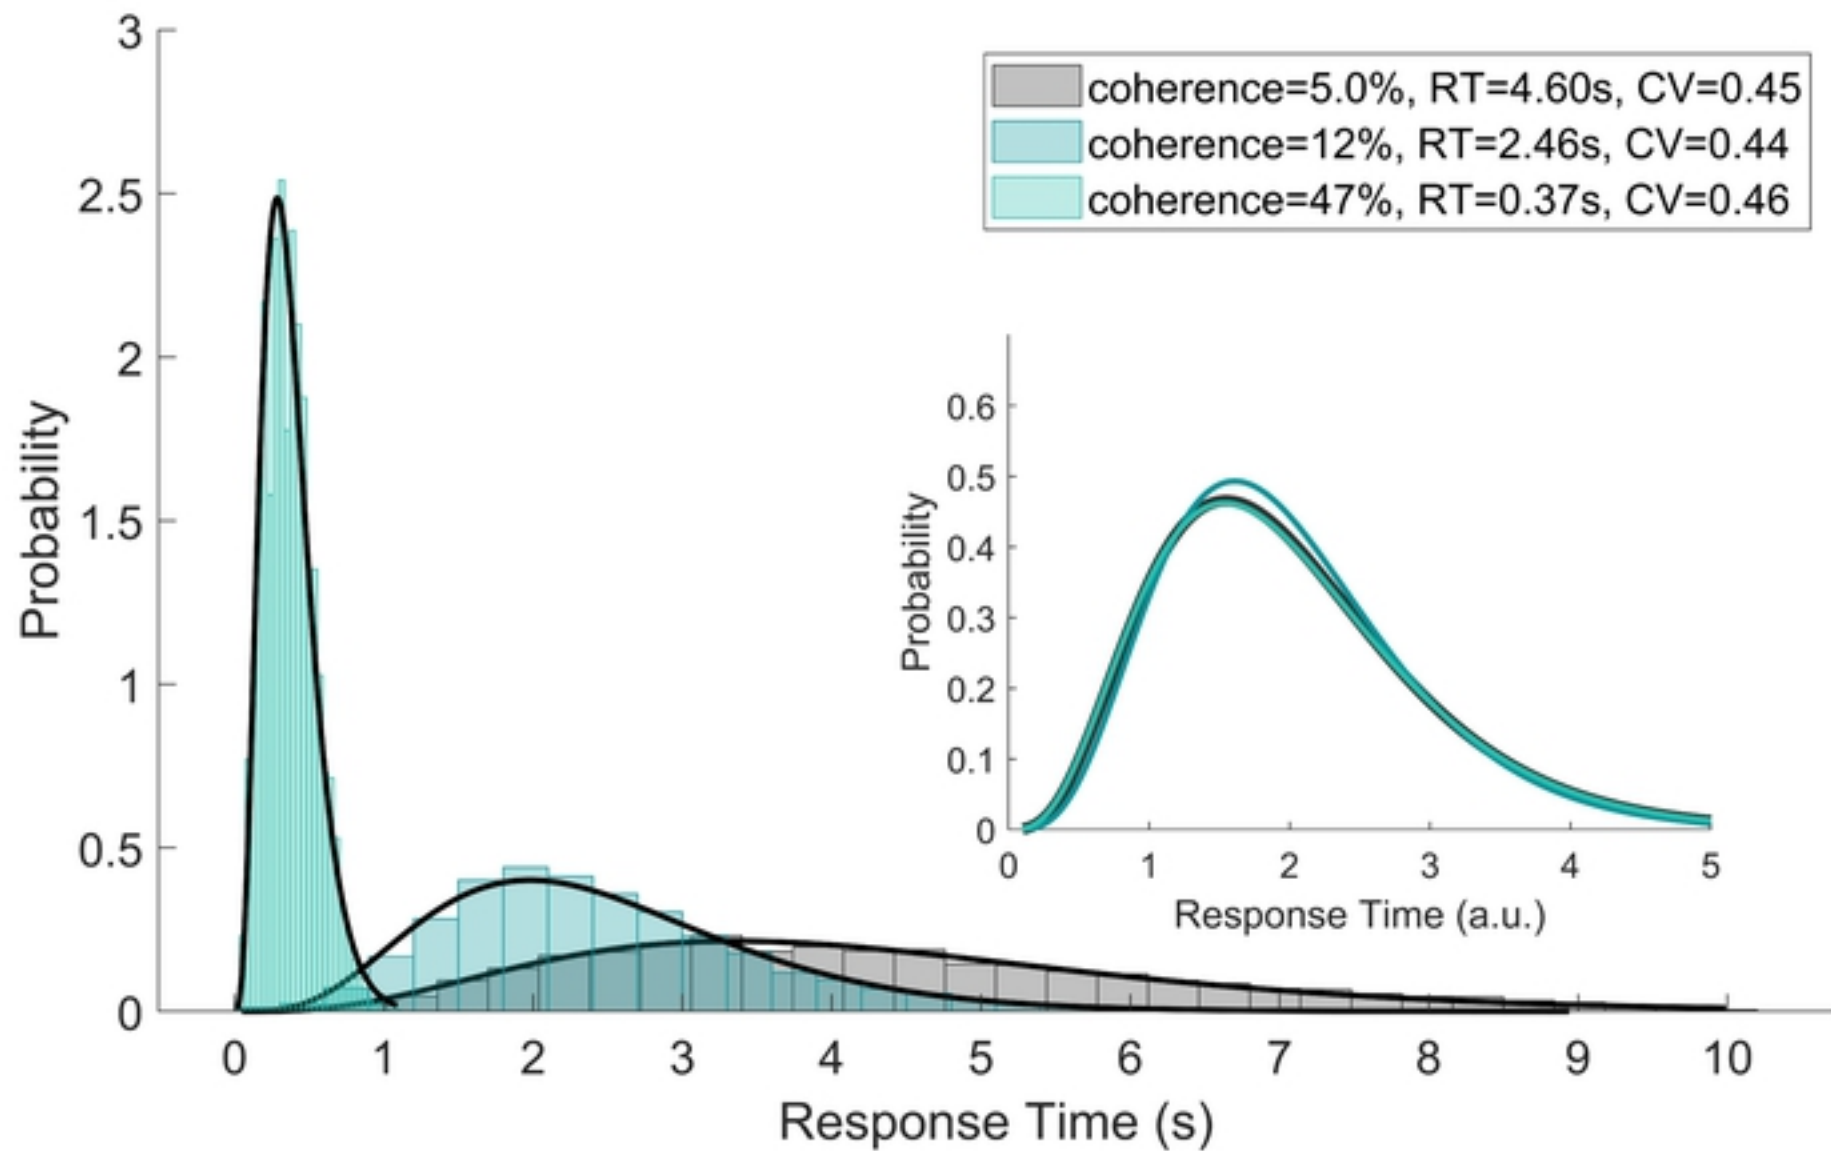 3
2.5
2
1.5
1
0.5
0
Probability
coherence=5.0%, RT=4.60s, CV=0.45
coherence=12%, RT=2.46s, CV=0.44
coherence=47%, RT=0.37s, CV=0.46
0.6
0.5
0.4
0.3
0.2
0.1
0
Probability
0 1 2 3 4 5
Response Time (a.u.)
0 1 2 3 4 5 6 7 8 9 10
Response Time (s)